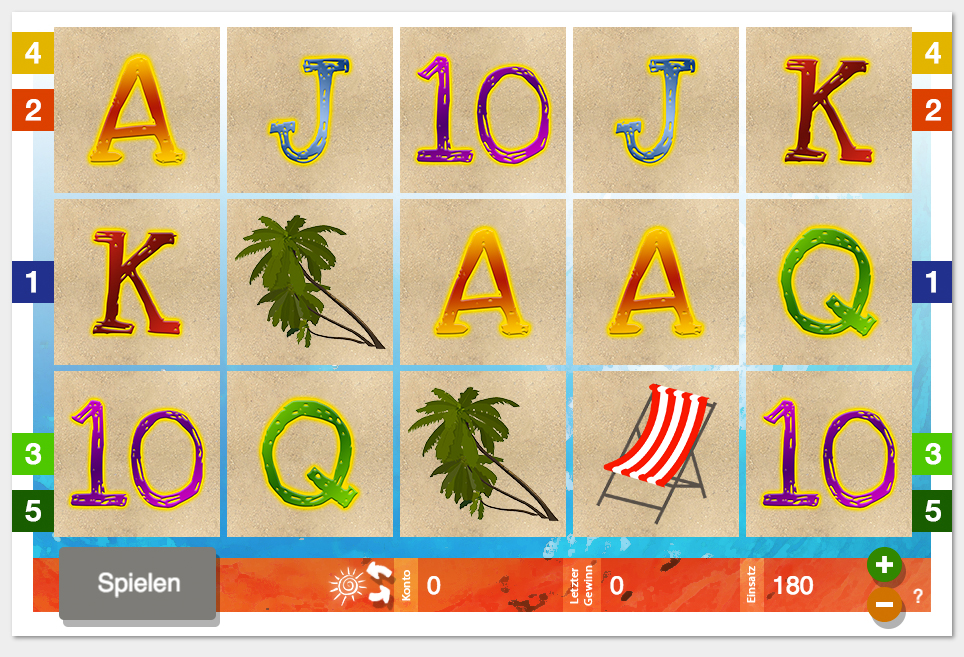 4 A J 10 J K 4
2 2
1 K A A Q 1
10 Q 10
3 3
5 5
Spielen Konto 0 Letzter Gewinn 0 Einsatz 180 + − ?